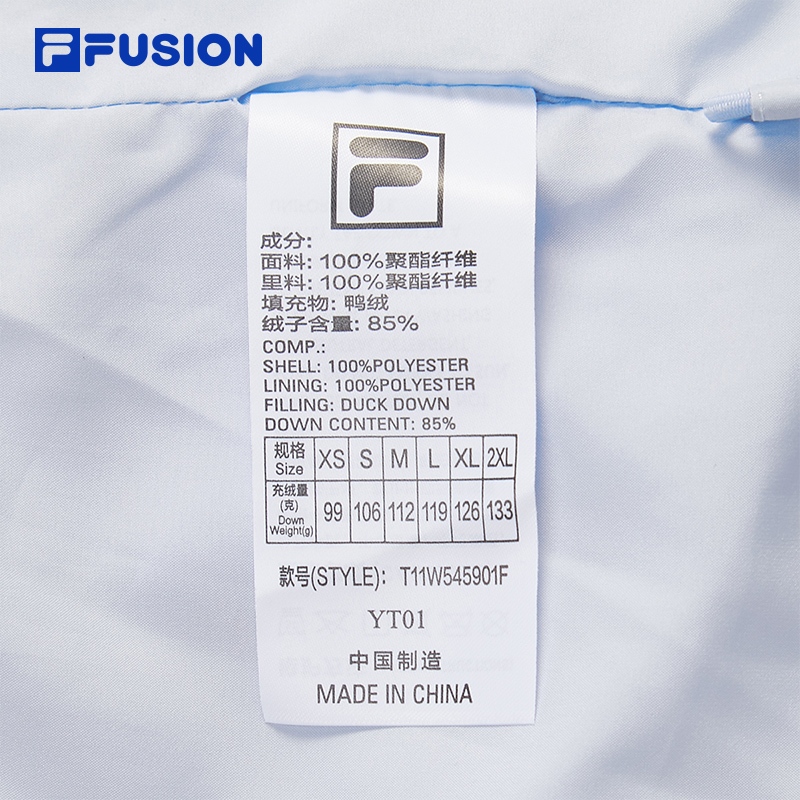 FUSION
F
成分:
面料: 100%聚酯纤维
里料: 100%聚酯纤维
填充物: 鸭绒
绒子含量: 85%
COMP.:
SHELL: 100%POLYESTER
LINING: 100%POLYESTER
FILLING: DUCK DOWN
DOWN CONTENT: 85%
规格 Size XS S M L XL 2XL
充绒量(克) Down Weight(g) 99 106 112 119 126 133
款号(STYLE): T11W545901F
YT01
中国制造
MADE IN CHINA